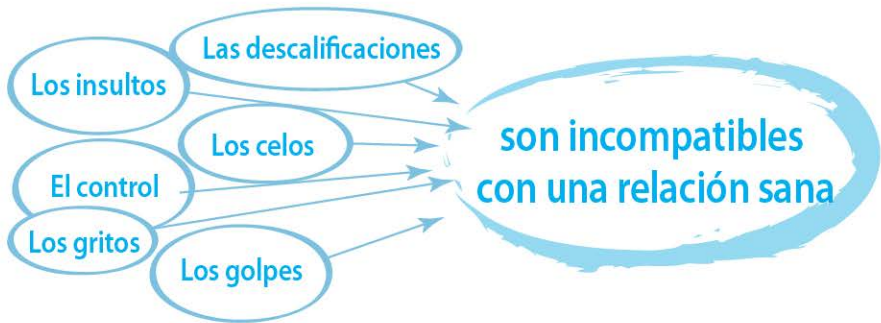 Las descalificaciones
Los insultos
Los celos
El control
Los gritos
Los golpes
son incompatibles
con una relación sana